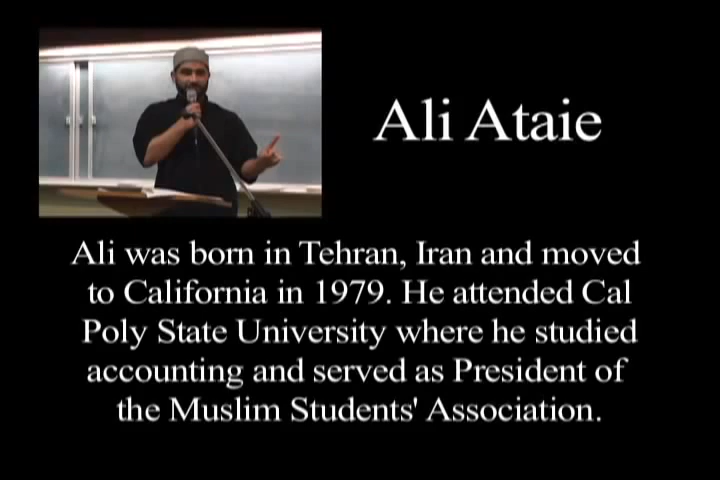 Ali Ataie
Ali was born in Tehran, Iran and moved
to California in 1979. He attended Cal
Poly State University where he studied
accounting and served as President of
the Muslim Students' Association.